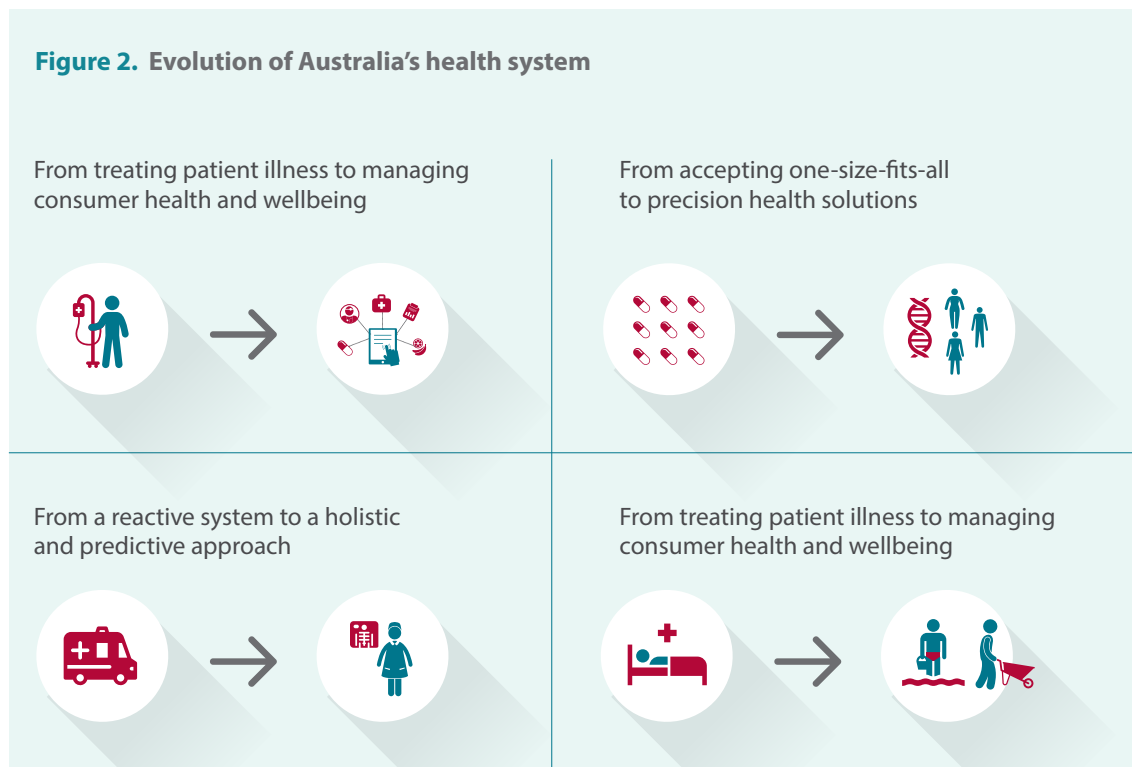 Figure 2. Evolution of Australia’s health system
From treating patient illness to managing
consumer health and wellbeing
From accepting one-size-fits-all
to precision health solutions
From a reactive system to a holistic
and predictive approach
From treating patient illness to managing
consumer health and wellbeing